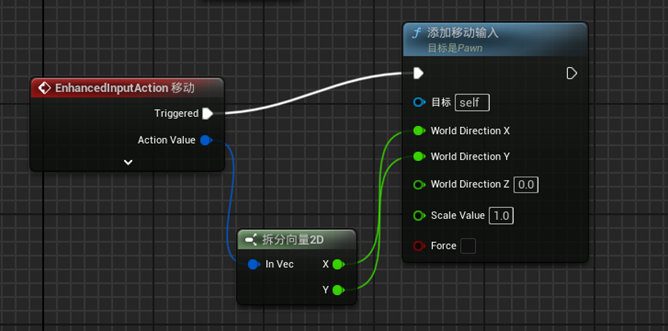 添加移动输入
目标是Pawn
EnhancedInputAction 移动
Triggered
Action Value
目标 self
World Direction X
World Direction Y
World Direction Z 0.0
Scale Value 1.0
Force
拆分向量2D
In Vec X
Y